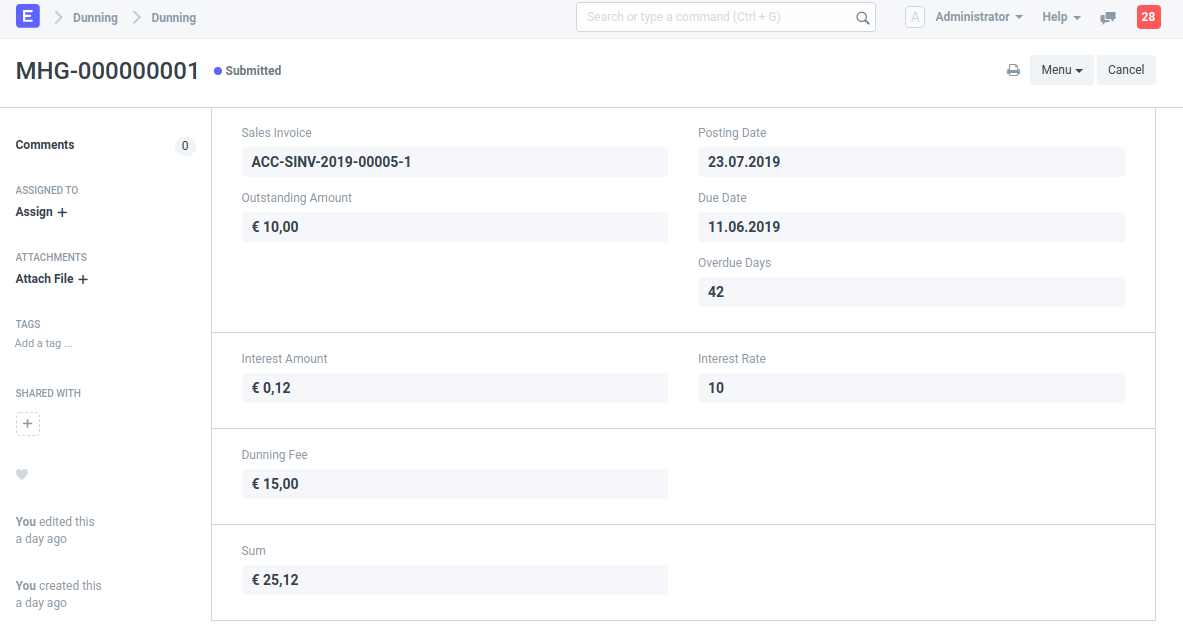 E Dunning Dunning Search or type a command (Ctrl + G) A Administrator Help 28
MHG-000000001 Submitted Menu Cancel
Comments 0
ASSIGNED TO
Assign +
ATTACHMENTS
Attach File +
TAGS
Add a tag ...
SHARED WITH
+
You edited this
a day ago
You created this
a day ago
Sales Invoice
ACC-SINV-2019-00005-1
Outstanding Amount
€ 10,00
Posting Date
23.07.2019
Due Date
11.06.2019
Overdue Days
42
Interest Amount
€ 0,12
Interest Rate
10
Dunning Fee
€ 15,00
Sum
€ 25,12